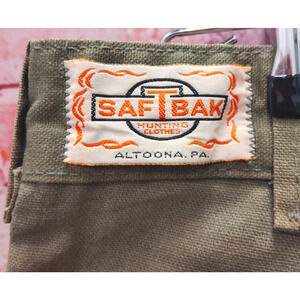 SAFTBAK
HUNTING
CLOTHES
ALTOONA, PA.